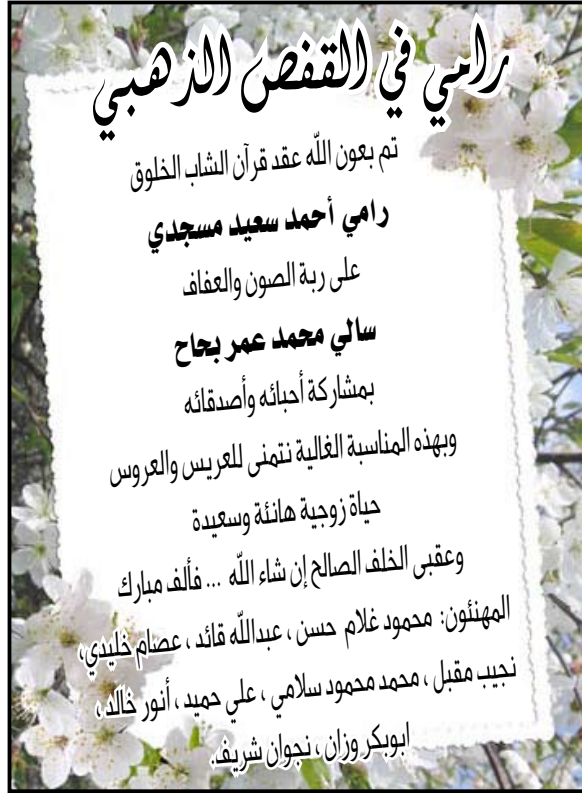 رامي في القفص الذهبي
تم بعون الله عقد قرآن الشاب الخلوق
رامي أحمد سعيد مسجدي
على ربة الصون والعفاف
سالي محمد عمر بحاح
بمشاركة أحبائه وأصدقائه
وبهذه المناسبة الغالية نتمنى للعريس والعروس
حياة زوجية هانئة وسعيدة
وعقبى الخلف الصالح إن شاء الله ... فألف مبارك
المهنئون: محمود غلام حسن ، عبدالله قائد ، عصام خليدي،
نجيب مقبل ، محمد محمود سلامي ، علي حميد ، أنور خالد ،
ابوبكر وزان ، نجوان شريف.